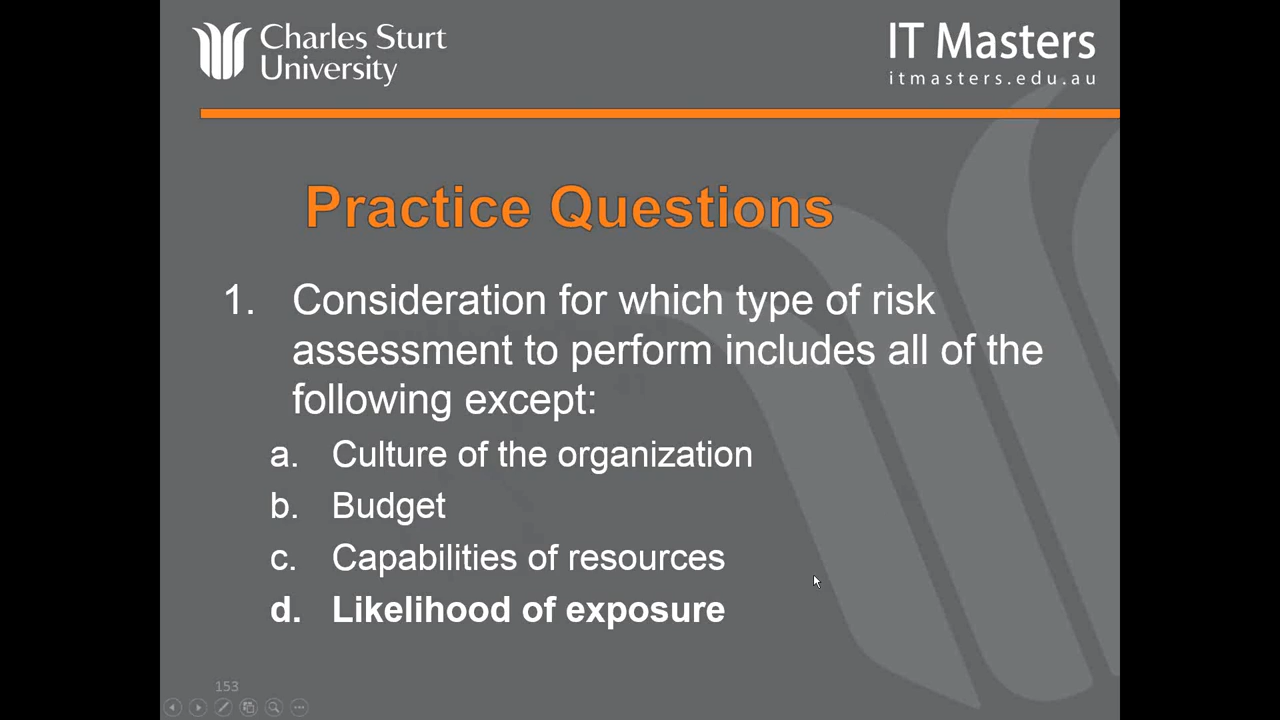 Charles Sturt
University
IT Masters
itmasters.edu.au
Practice Questions
1. Consideration for which type of risk
assessment to perform includes all of the
following except:
a. Culture of the organization
b. Budget
c. Capabilities of resources
d. Likelihood of exposure
153